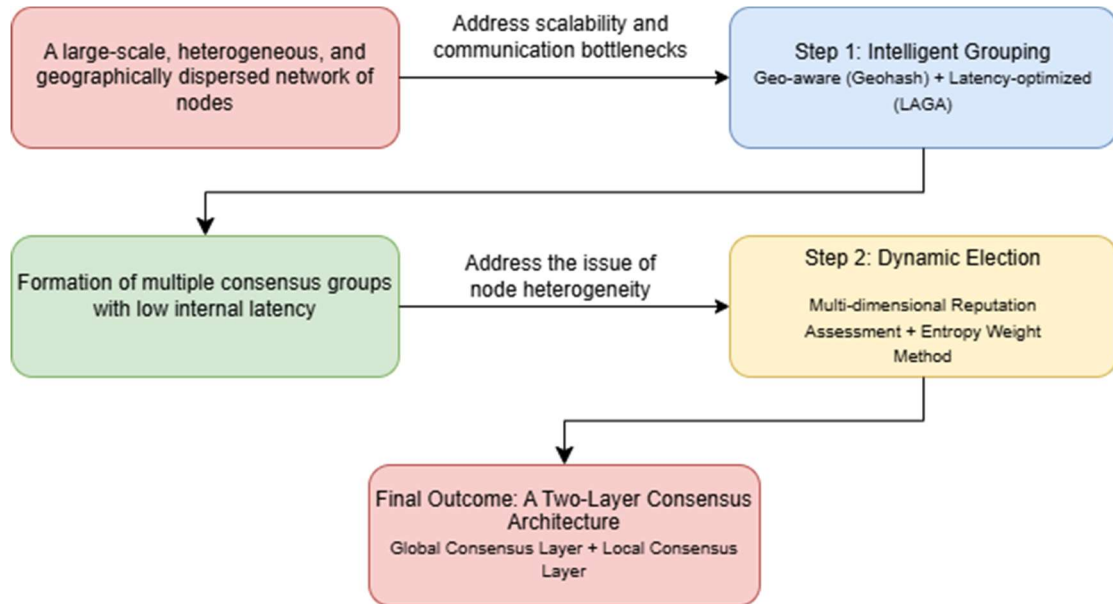 A large-scale, heterogeneous, and
geographically dispersed network of
nodes
Address scalability and
communication bottlenecks
Step 1: Intelligent Grouping
Geo-aware (Geohash) + Latency-optimized
(LAGA)
Formation of multiple consensus groups
with low internal latency
Address the issue of
node heterogeneity
Step 2: Dynamic Election
Multi-dimensional Reputation
Assessment + Entropy Weight
Method
Final Outcome: A Two-Layer Consensus
Architecture
Global Consensus Layer + Local Consensus
Layer